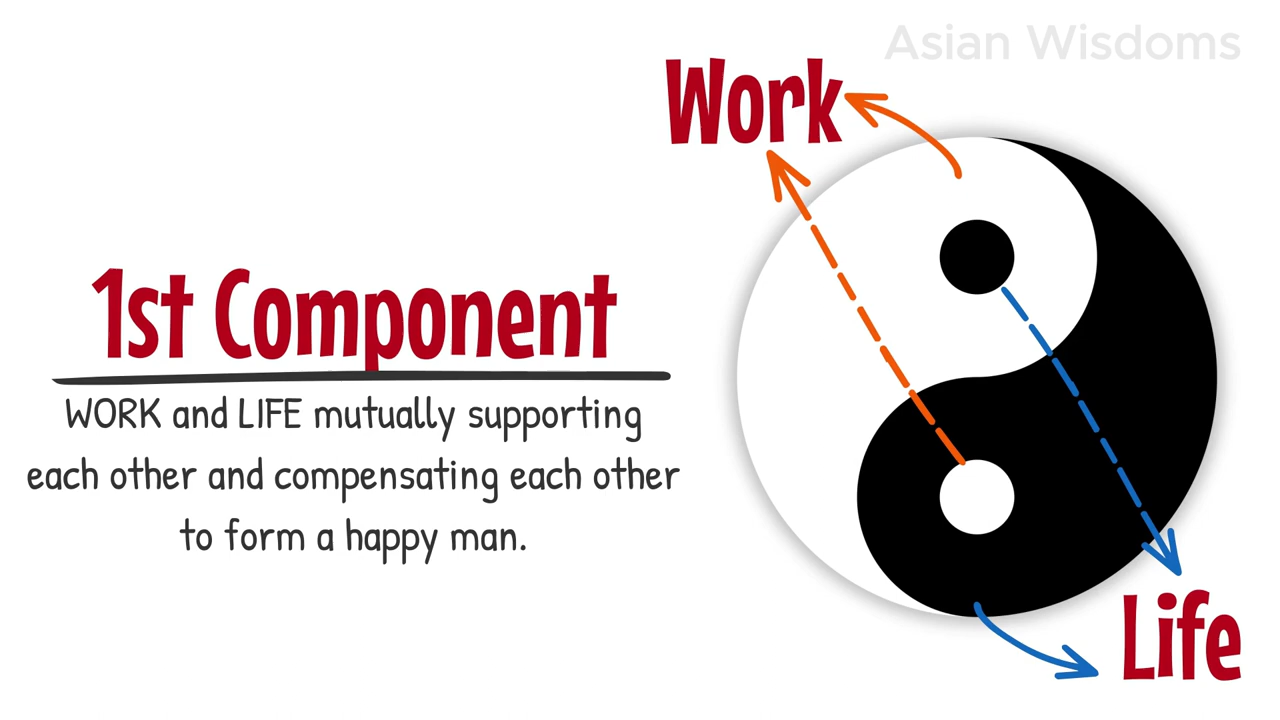 Asian Wisdoms
Work
1st Component
WORK and LIFE mutually supporting
each other and compensating each other
to form a happy man.
Life